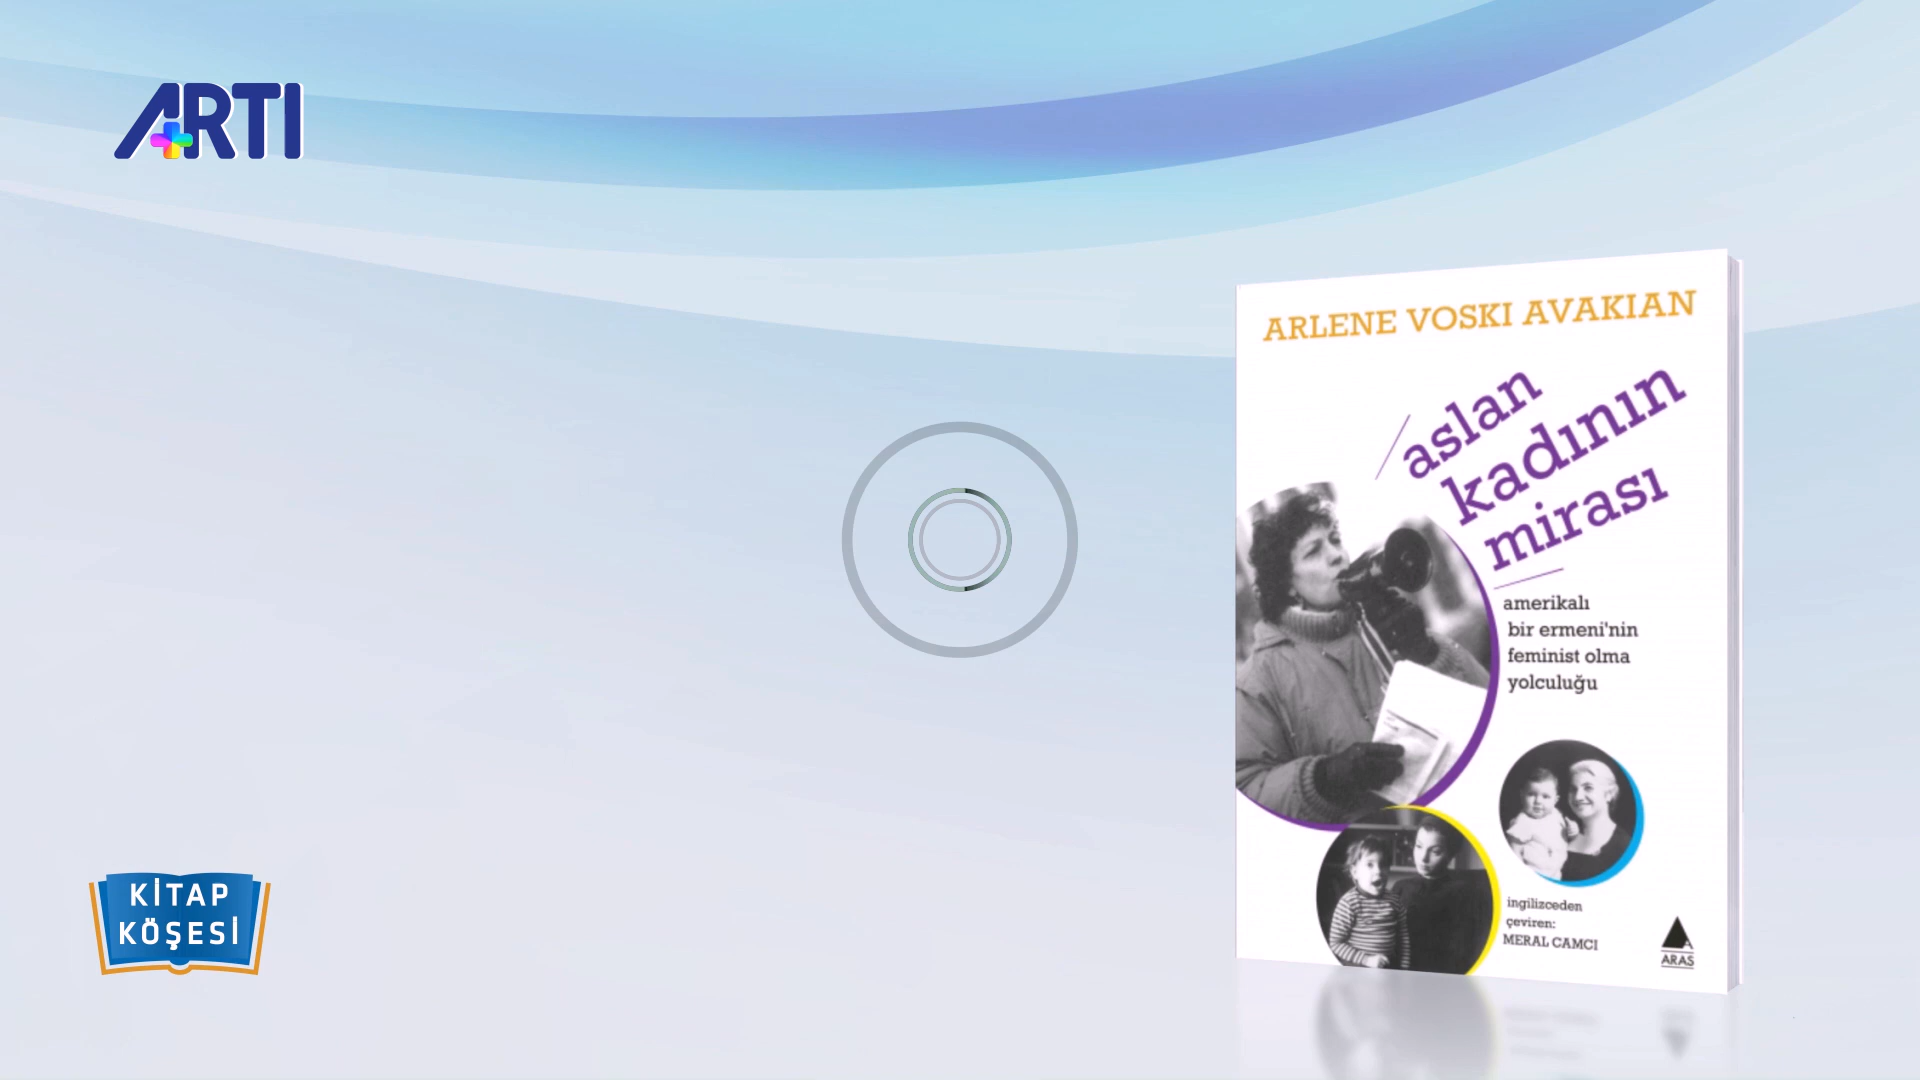 ARTI
ARLENE VOSKI AVAKIAN
aslan
kadının
mirası
amerikalı
bir ermeni'nin
feminist olma
yolculuğu
ingilizceden
çeviren:
MERAL CAMCI
ARAS
KİTAP
KÖŞESİ